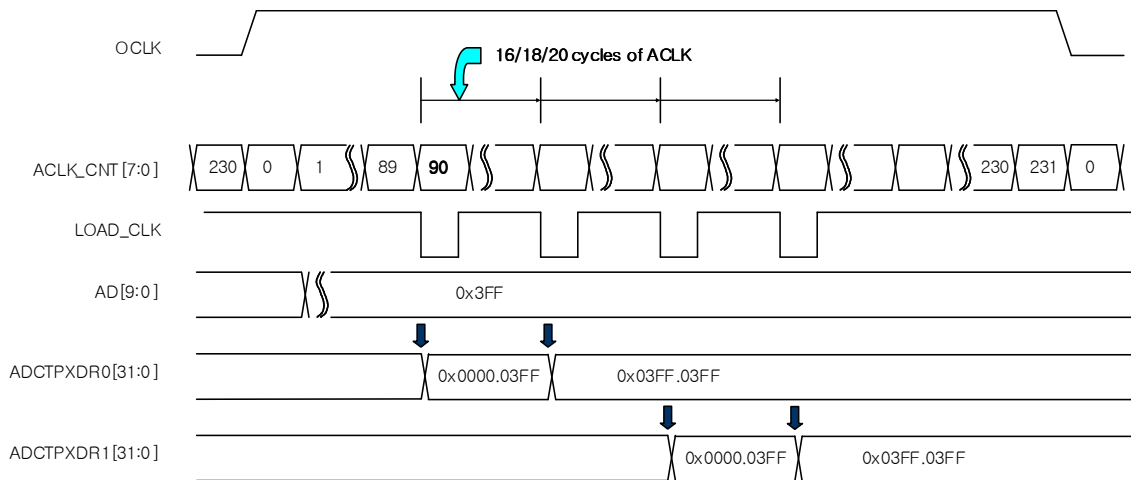 OCLK
16/18/20 cycles of ACLK
ACLK_CNT [7:0]
230 0 1 89 90 230 231 0
LOAD_CLK
AD[9:0]
0x3FF
ADCTPXDR0[31:0]
0x0000.03FF 0x03FF.03FF
ADCTPXDR1[31:0]
0x0000.03FF 0x03FF.03FF